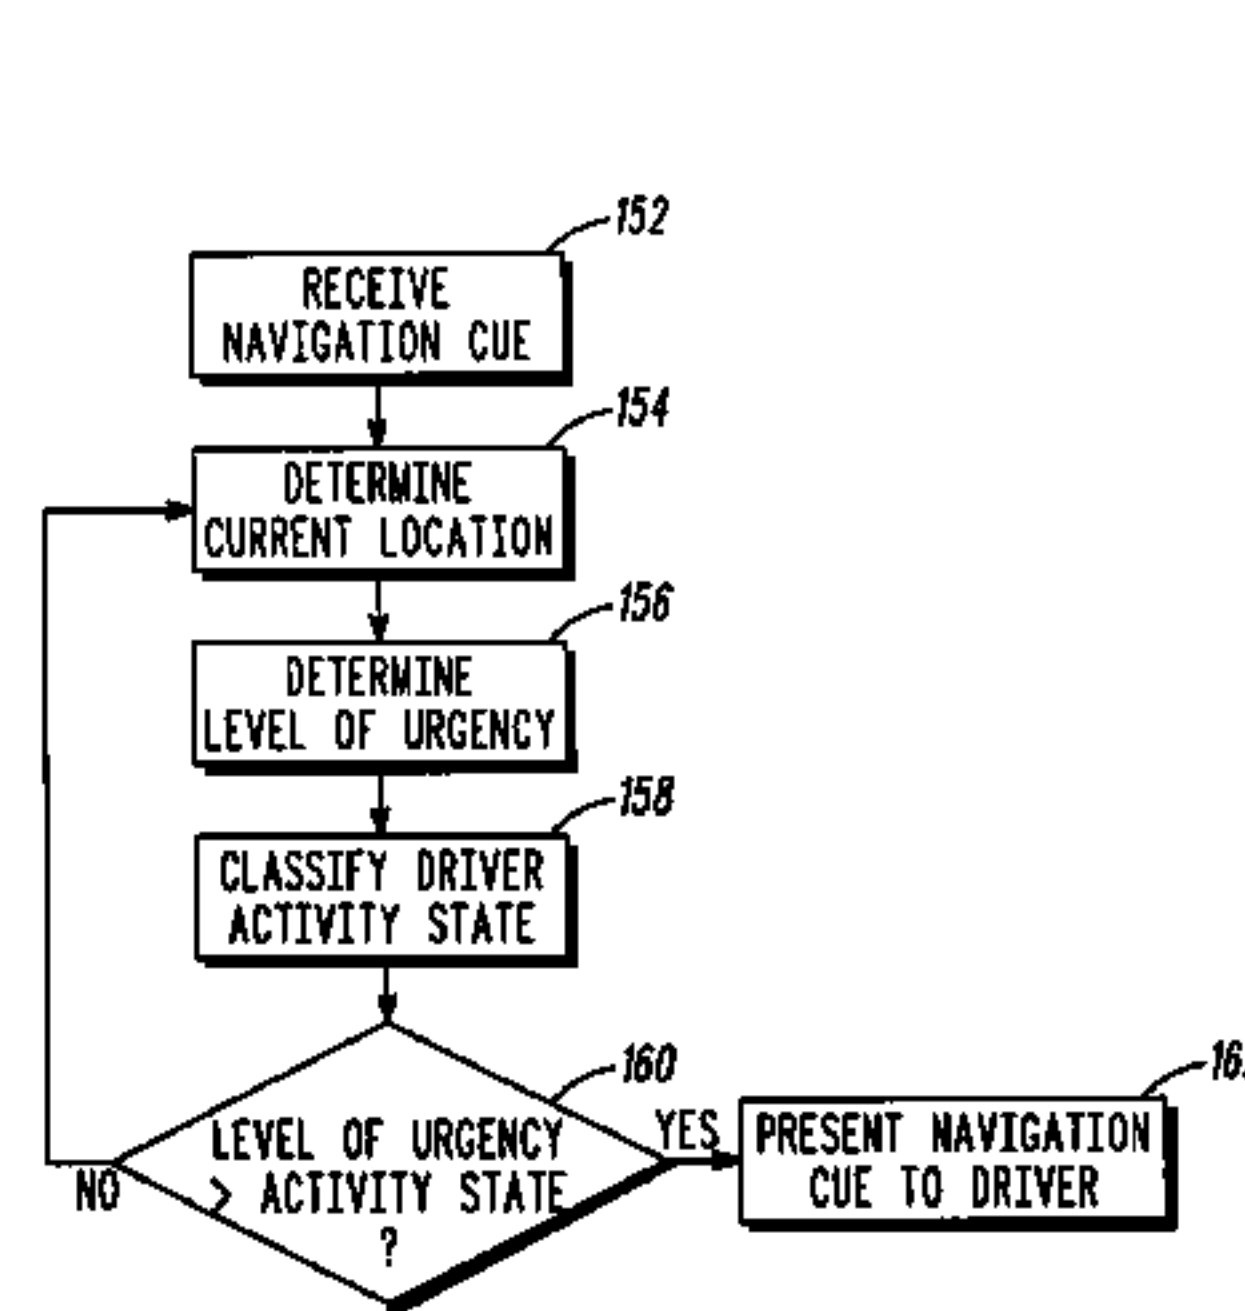 152
RECEIVE
NAVIGATION CUE
154
DETERMINE
CURRENT LOCATION
156
DETERMINE
LEVEL OF URGENCY
158
CLASSIFY DRIVER
ACTIVITY STATE
160
LEVEL OF URGENCY
> ACTIVITY STATE
?
NO
YES
PRESENT NAVIGATION
CUE TO DRIVER